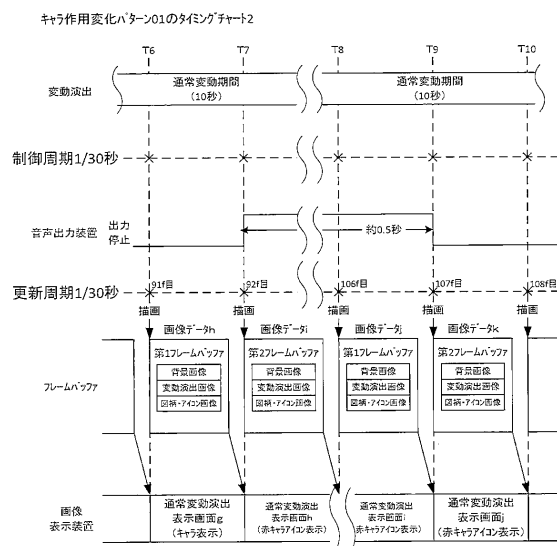 キャラ作用変化パターン01のタイミングチャート2
T6 T7 T8 T9 T10
変動演出
通常変動期間
(10秒)
通常変動期間
(10秒)
制御周期1/30秒
音声出力装置
出力
停止
約0.5秒
更新周期1/30秒
91f目 92f目 106f目 107f目 108f目
描画 描画 描画 描画 描画
画像データh 画像データi 画像データj 画像データk
フレームバッファ
第1フレームバッファ
背景画像
変動演出画像
図柄・アイコン画像
第2フレームバッファ
背景画像
変動演出画像
図柄・アイコン画像
第1フレームバッファ
背景画像
変動演出画像
図柄・アイコン画像
第2フレームバッファ
背景画像
変動演出画像
図柄・アイコン画像
画像
表示装置
通常変動演出
表示画面g
(キャラ表示)
通常変動演出
表示画面h
(赤キャラアイコン表示)
通常変動演出
表示画面i
(赤キャラアイコン表示)
通常変動演出
表示画面j
(赤キャラアイコン表示)